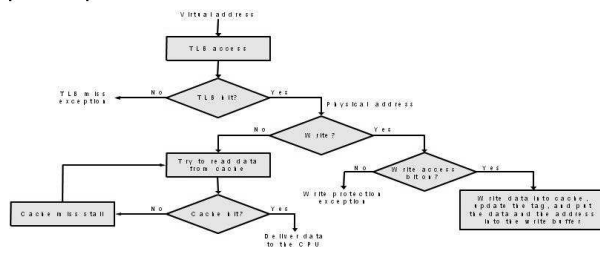 Virtual address
TLB access
TLB miss
exception
No
TLB hit?
Yes
Physical address
No
Write?
Yes
Try to read data
from cache
No
Write access
bit on?
Yes
Write protection
exception
Cache miss stall
No
Cache hit?
Yes
Deliver data
to the CPU
Write data into cache,
update the tag, and put
the data and the address
into the write buffer